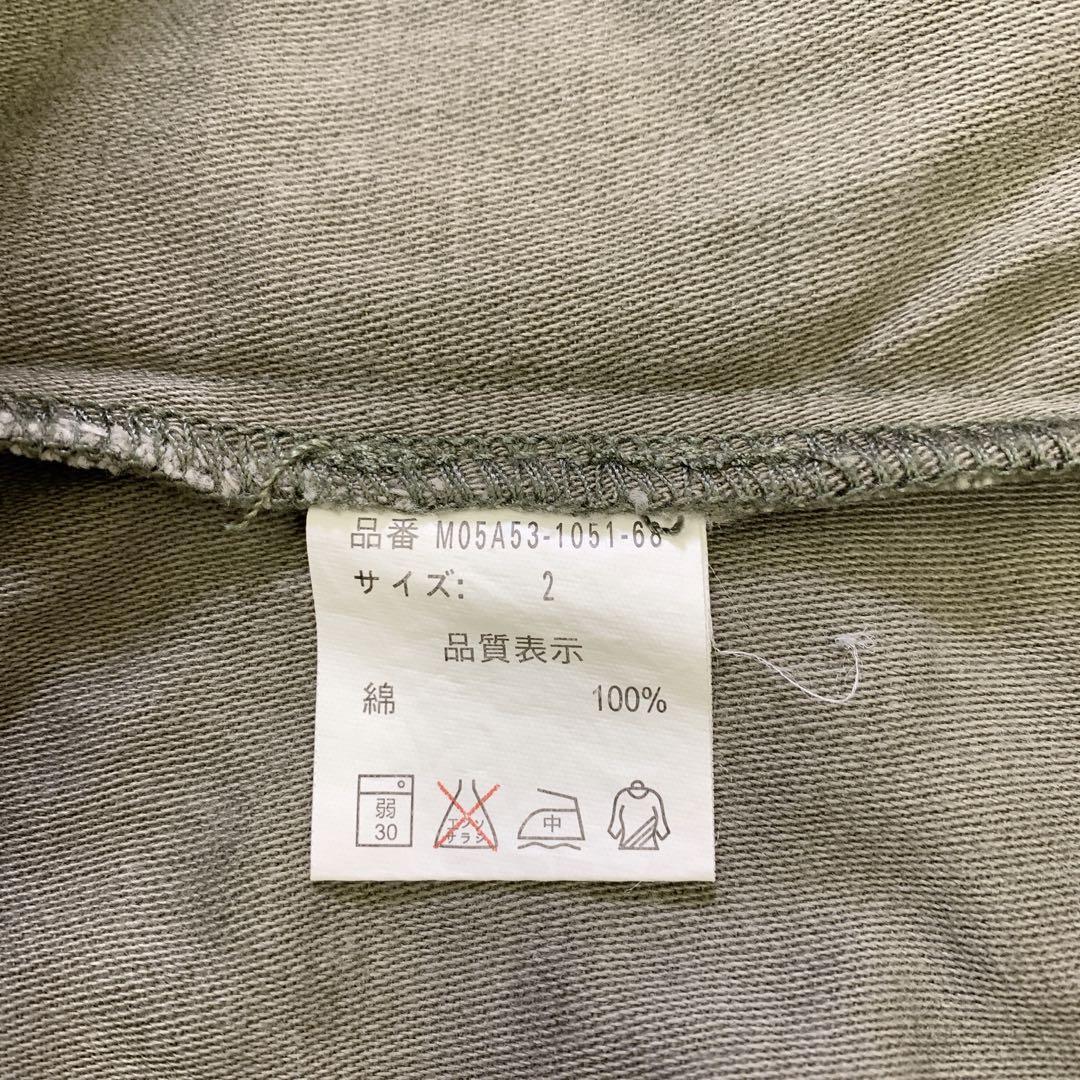 品番 M05A53-1051-68
サイズ: 2
品質表示
綿 100%
弱 エンソ 中
30 サラシ